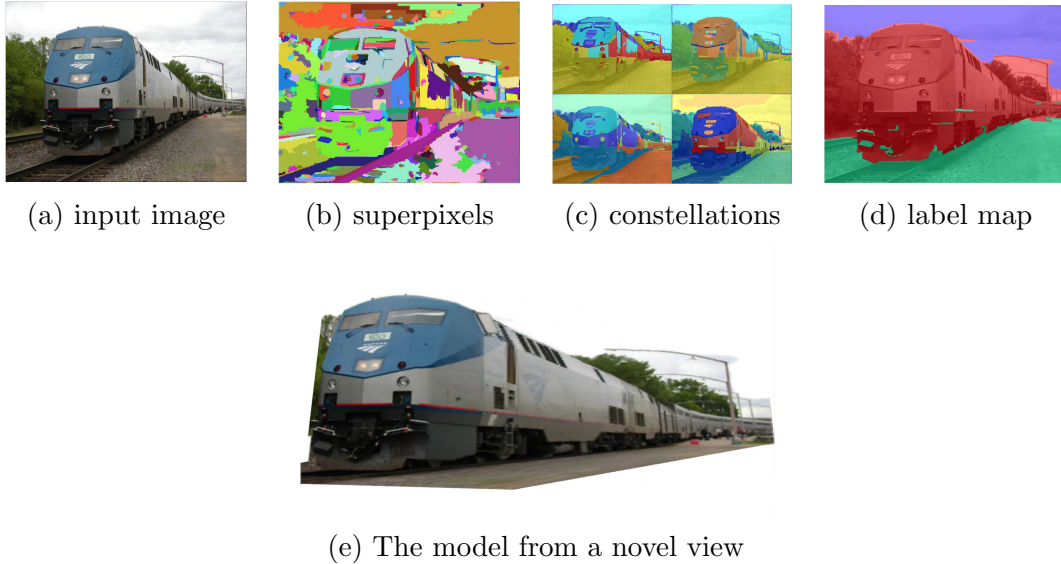 (a) input image
(b) superpixels
(c) constellations
(d) label map
(e) The model from a novel view